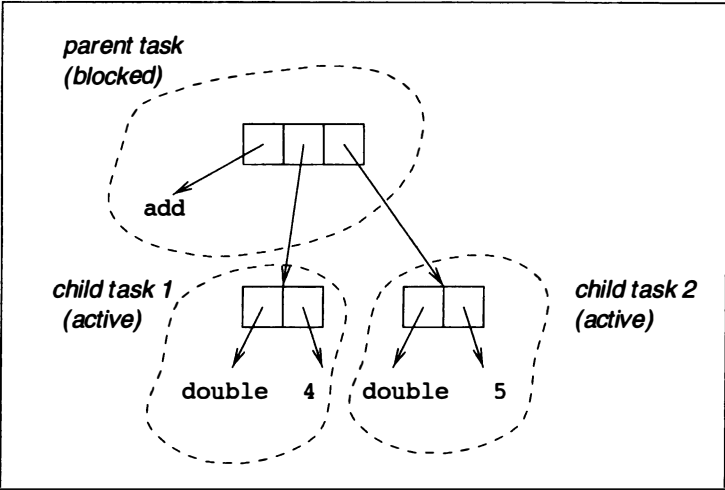 parent task
(blocked)
add
child task 1
(active)
child task 2
(active)
double 4 double 5